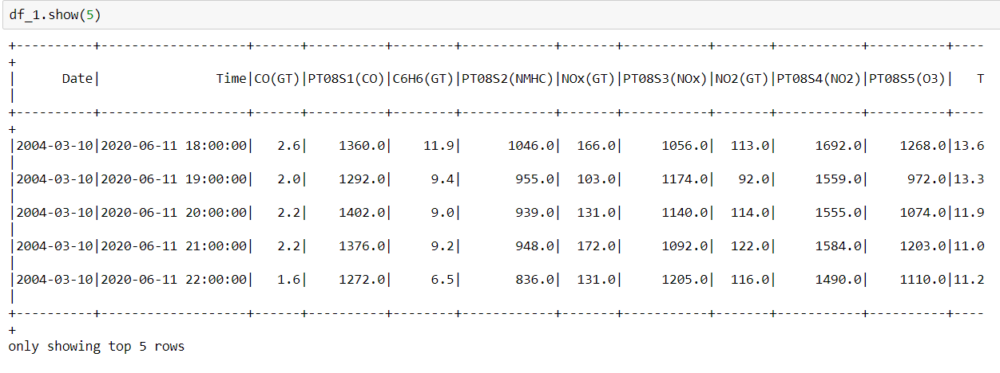 df_1.show(5)
+----------+-------------------+------+-----------+--------+-------------+-------+------------+-------+------------+-----------+----
+
|      Date|               Time|CO(GT)|PT08S1(CO)|C6H6(GT)|PT08S2(NMHC)|NOx(GT)|PT08S3(NOx)|NO2(GT)|PT08S4(NO2)|PT08S5(O3)|   T
|
+----------+-------------------+------+----------+--------+------------+-------+-----------+-------+-----------+----------+----
+
|2004-03-10|2020-06-11 18:00:00|   2.6|    1360.0|    11.9|      1046.0|  166.0|     1056.0|  113.0|     1692.0|    1268.0|13.6
|
|2004-03-10|2020-06-11 19:00:00|   2.0|    1292.0|     9.4|       955.0|  103.0|     1174.0|   92.0|     1559.0|     972.0|13.3
|
|2004-03-10|2020-06-11 20:00:00|   2.2|    1402.0|     9.0|       939.0|  131.0|     1140.0|  114.0|     1555.0|    1074.0|11.9
|
|2004-03-10|2020-06-11 21:00:00|   2.2|    1376.0|     9.2|       948.0|  172.0|     1092.0|  122.0|     1584.0|    1203.0|11.0
|
|2004-03-10|2020-06-11 22:00:00|   1.6|    1272.0|     6.5|       836.0|  131.0|     1205.0|  116.0|     1490.0|    1110.0|11.2
|
+----------+-------------------+------+----------+--------+------------+-------+-----------+-------+-----------+----------+----
+
only showing top 5 rows